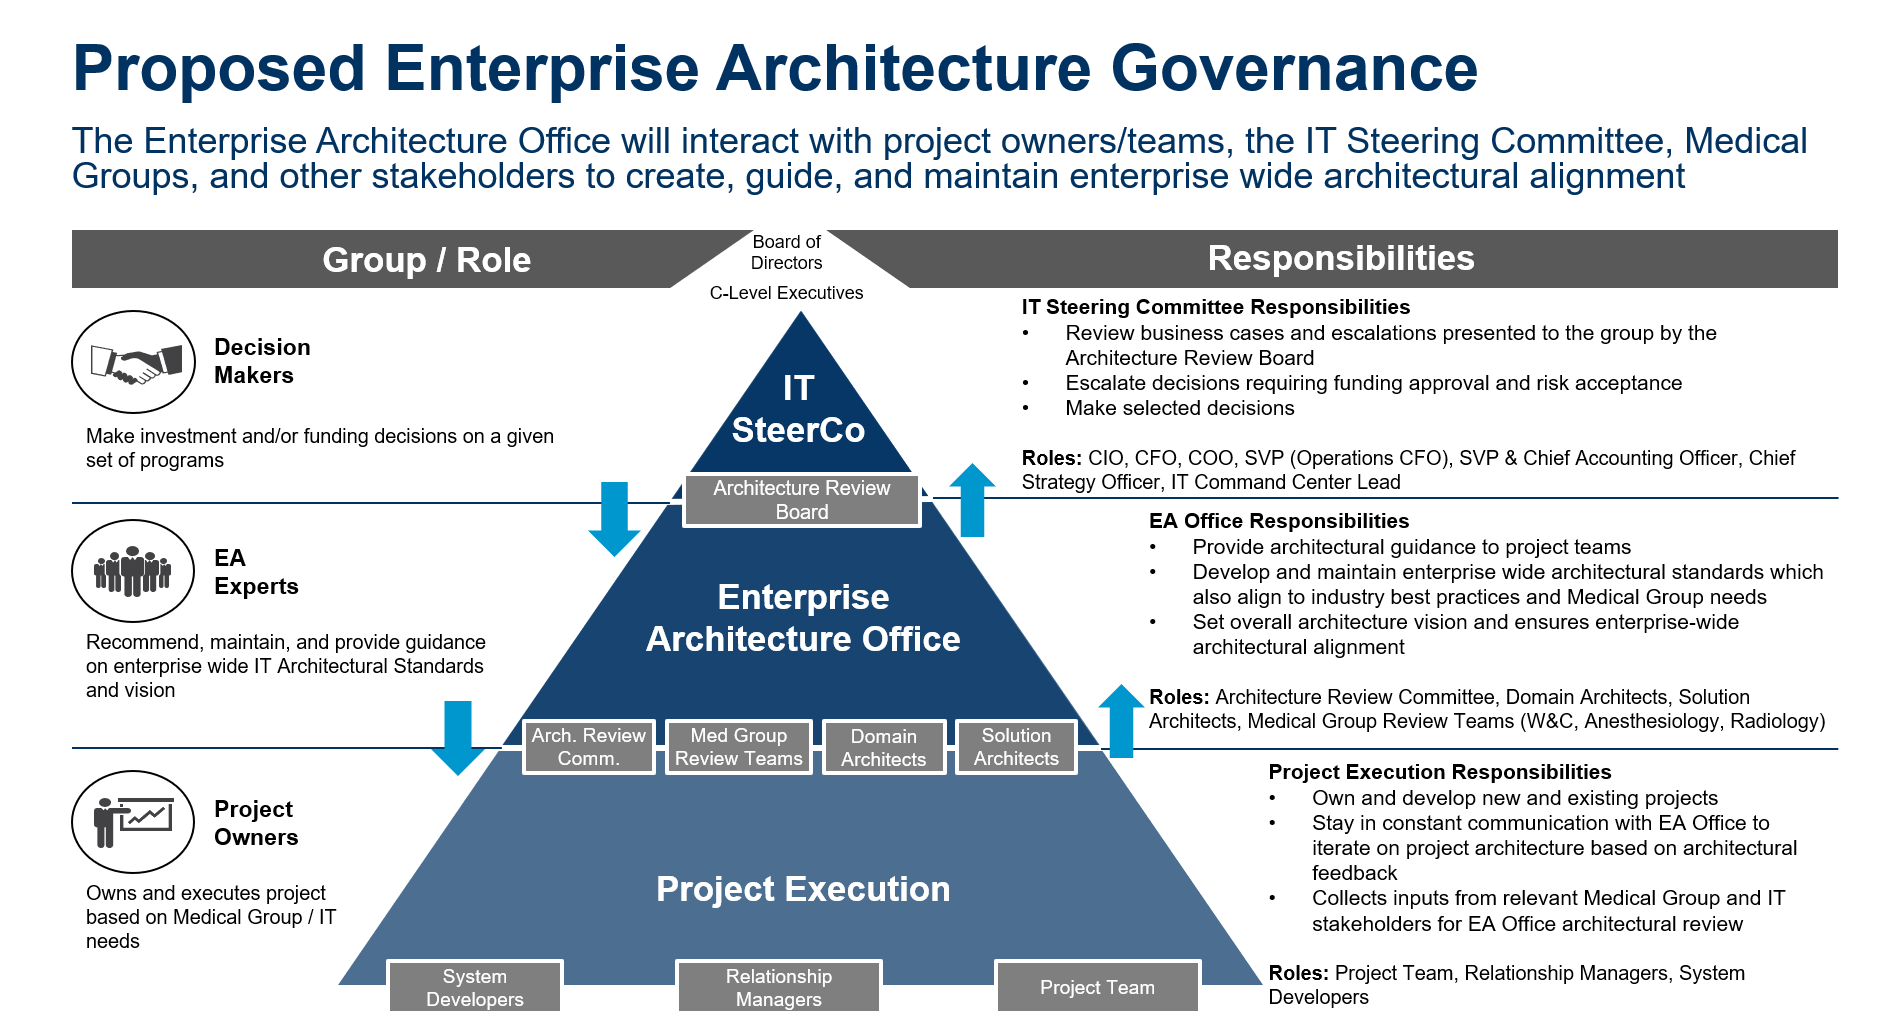 Proposed Enterprise Architecture Governance
The Enterprise Architecture Office will interact with project owners/teams, the IT Steering Committee, Medical
Groups, and other stakeholders to create, guide, and maintain enterprise wide architectural alignment
Group / Role
Board of
Directors
C-Level Executives
Responsibilities
Decision
Makers
Make investment and/or funding decisions on a given
set of programs
IT
SteerCo
Architecture Review
Board
IT Steering Committee Responsibilities
• Review business cases and escalations presented to the group by the
Architecture Review Board
• Escalate decisions requiring funding approval and risk acceptance
• Make selected decisions
Roles: CIO, CFO, COO, SVP (Operations CFO), SVP & Chief Accounting Officer, Chief
Strategy Officer, IT Command Center Lead
EA
Experts
Recommend, maintain, and provide guidance
on enterprise wide IT Architectural Standards
and vision
Enterprise
Architecture Office
Arch. Review
Comm.
Med Group
Review Teams
Domain
Architects
Solution
Architects
EA Office Responsibilities
• Provide architectural guidance to project teams
• Develop and maintain enterprise wide architectural standards which
also align to industry best practices and Medical Group needs
• Set overall architecture vision and ensures enterprise-wide
architectural alignment
Roles: Architecture Review Committee, Domain Architects, Solution
Architects, Medical Group Review Teams (W&C, Anesthesiology, Radiology)
Project
Owners
Owns and executes project
based on Medical Group / IT
needs
Project Execution
System
Developers
Relationship
Managers
Project Team
Project Execution Responsibilities
• Own and develop new and existing projects
• Stay in constant communication with EA Office to
iterate on project architecture based on architectural
feedback
• Collects inputs from relevant Medical Group and IT
stakeholders for EA Office architectural review
Roles: Project Team, Relationship Managers, System
Developers